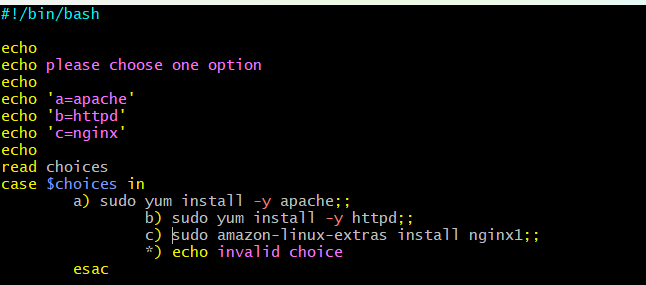 #!/bin/bash
echo
echo please choose one option
echo
echo 'a=apache'
echo 'b=httpd'
echo 'c=nginx'
echo
read choices
case $choices in
a) sudo yum install -y apache;;
b) sudo yum install -y httpd;;
c) sudo amazon-linux-extras install nginx1;;
*) echo invalid choice
esac